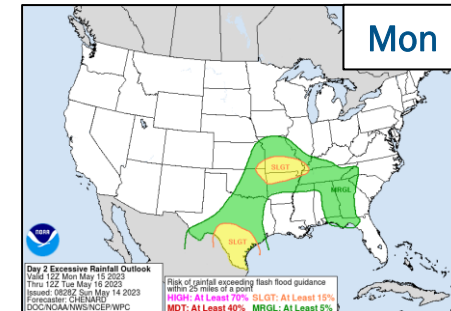 Mon
SLGT
MRGL
SLGT
NOAA
Day 2 Excessive Rainfall Outlook
Valid 12Z Mon May 15 2023
Thru 12Z Tue May 16 2023
Issued: 0828Z Sun May 14 2023
Forecaster: CHENARD
DOC/NOAA/NWS/NCEP/WPC
Risk of rainfall exceeding flash flood guidance
within 25 miles of a point
HIGH: At Least 70% SLGT: At Least 15%
MDT: At Least 40% MRGL: At Least 5%